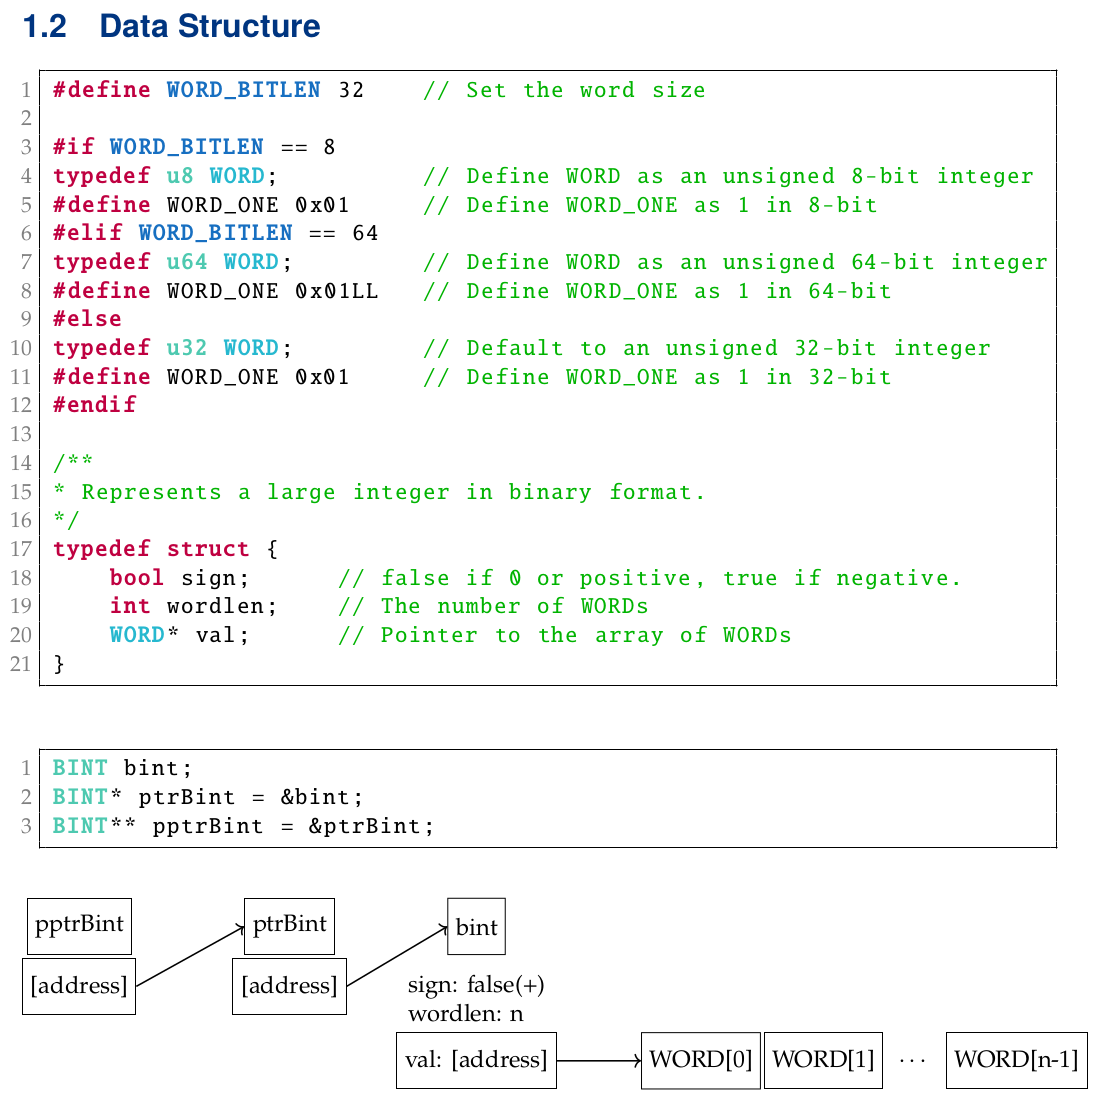 1.2 Data Structure
1 #define WORD_BITLEN 32    // Set the word size
2
3 #if WORD_BITLEN == 8
4 typedef u8 WORD;          // Define WORD as an unsigned 8-bit integer
5 #define WORD_ONE 0x01     // Define WORD_ONE as 1 in 8-bit
6 #elif WORD_BITLEN == 64
7 typedef u64 WORD;         // Define WORD as an unsigned 64-bit integer
8 #define WORD_ONE 0x01LL   // Define WORD_ONE as 1 in 64-bit
9 #else
10 typedef u32 WORD;         // Default to an unsigned 32-bit integer
11 #define WORD_ONE 0x01     // Define WORD_ONE as 1 in 32-bit
12 #endif
13
14 /**
15 * Represents a large integer in binary format.
16 */
17 typedef struct {
18     bool sign;      // false if 0 or positive, true if negative.
19     int wordlen;    // The number of WORDs
20     WORD* val;      // Pointer to the array of WORDs
21 }
1 BINT bint;
2 BINT* ptrBint = &bint;
3 BINT** pptrBint = &ptrBint;
pptrBint ptrBint bint
[address] [address]
sign: false(+)
wordlen: n
val: [address] WORD[0] WORD[1] ··· WORD[n-1]